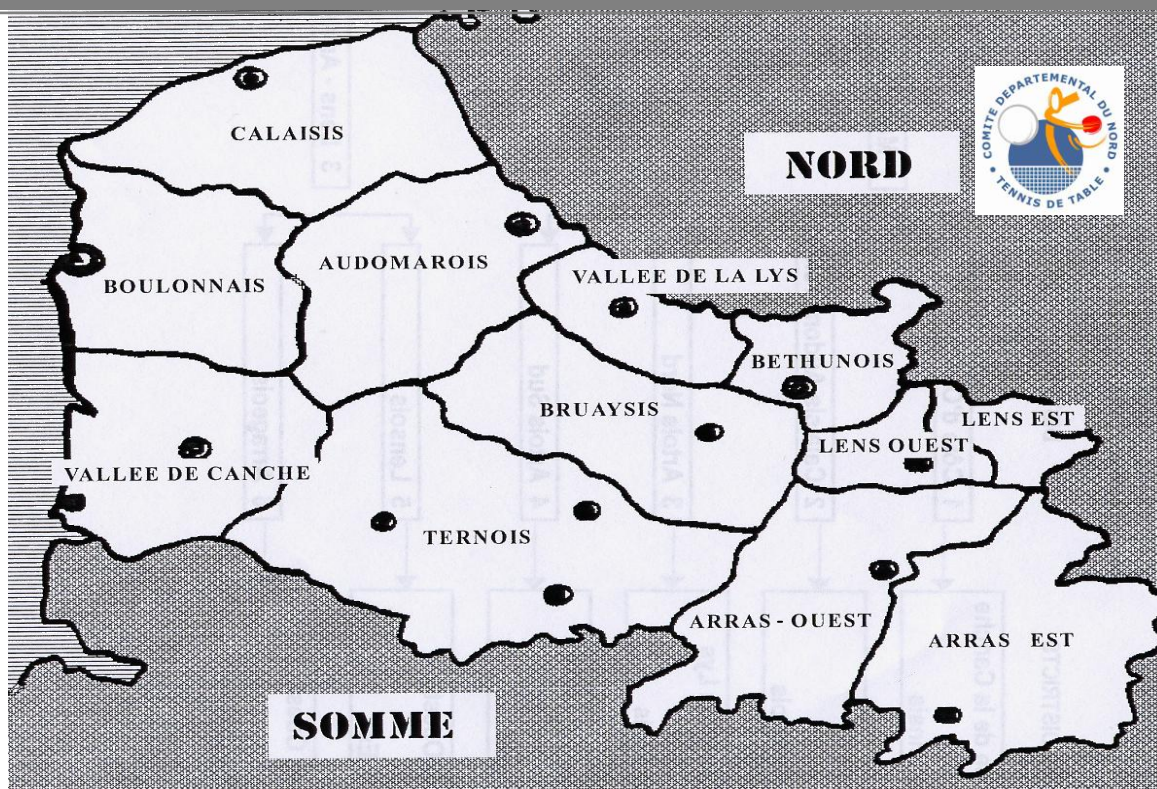 CALAISIS
NORD
COMITE DEPARTEMENTAL DU NORD
• TENNIS DE TABLE •
AUDOMAROIS
VALLEE DE LA LYS
BOULONNAIS
BETHUNOIS
BRUAYSIS
LENS EST
LENS OUEST
VALLEE DE CANCHE
TERNOIS
ARRAS - OUEST
ARRAS EST
SOMME